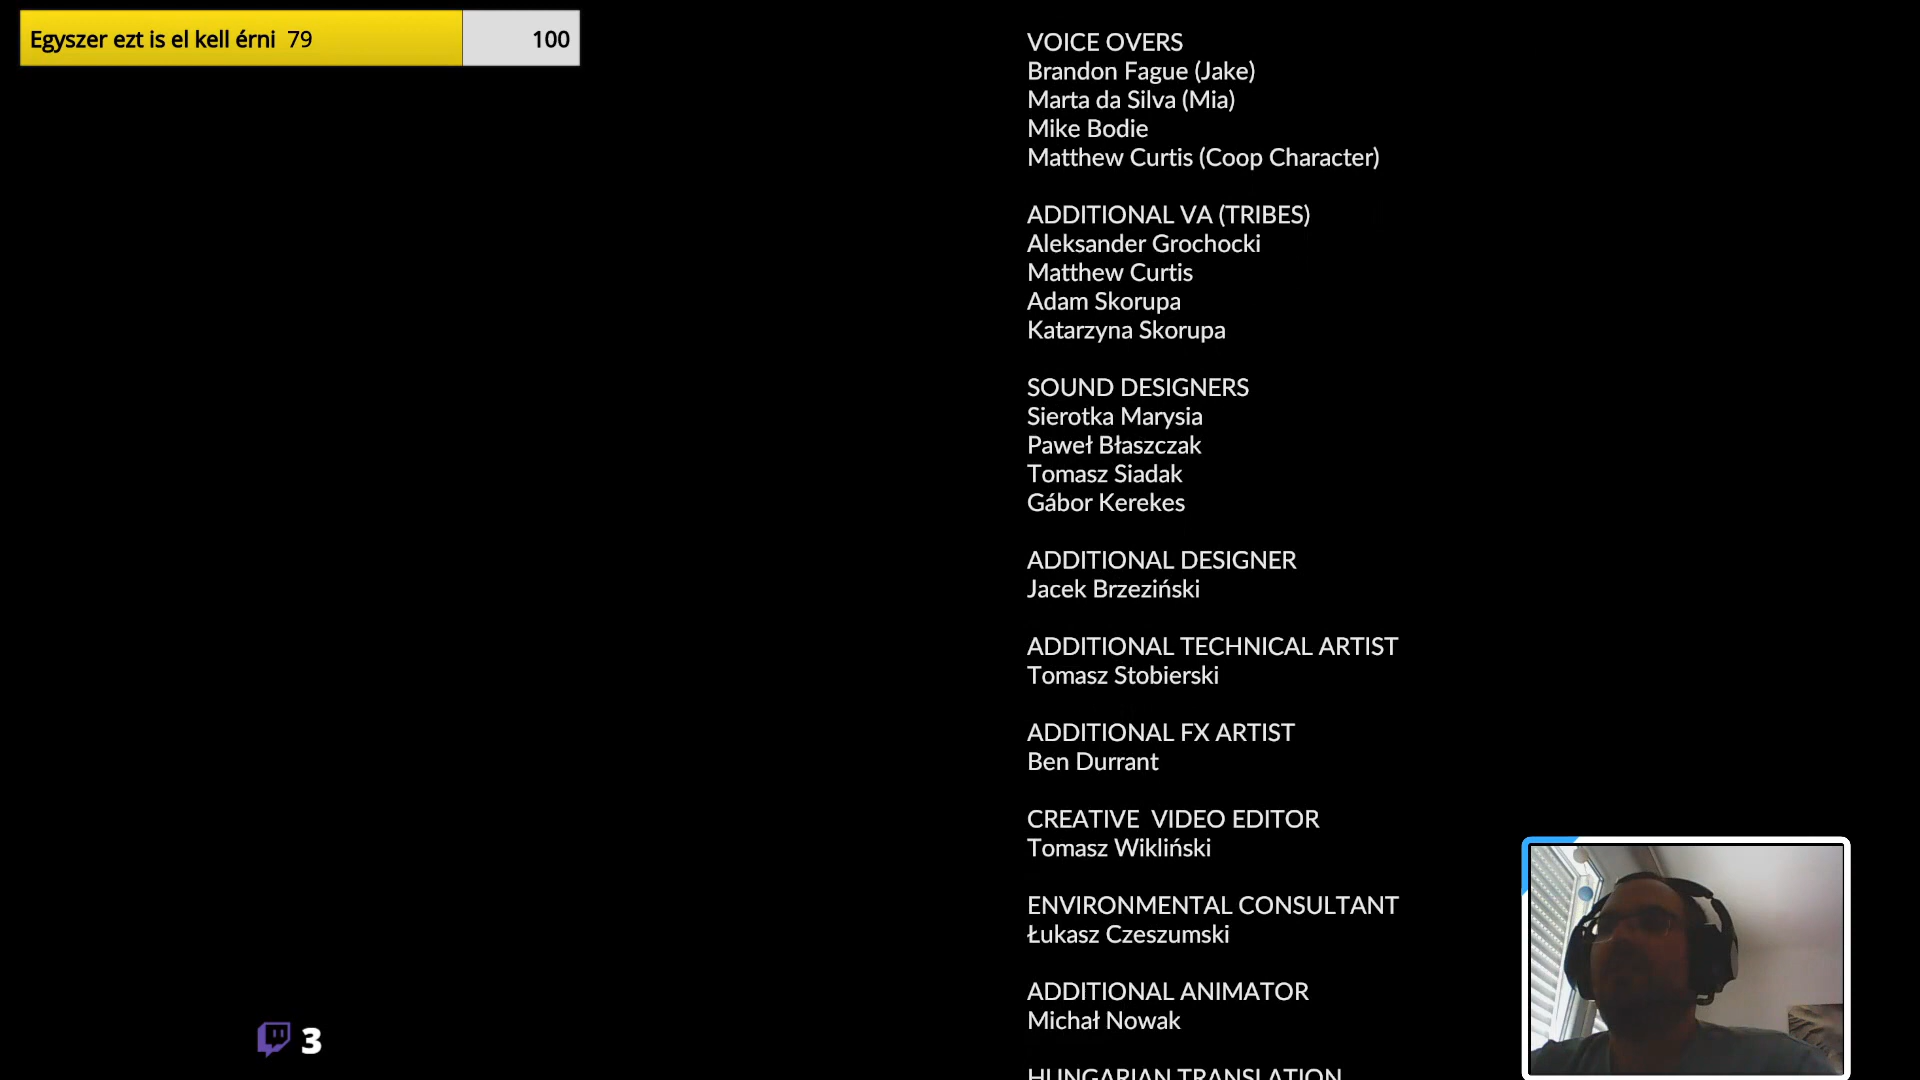 Egyszer ezt is el kell érni 79
100
VOICE OVERS
Brandon Fague (Jake)
Marta da Silva (Mia)
Mike Bodie
Matthew Curtis (Coop Character)
ADDITIONAL VA (TRIBES)
Aleksander Grochocki
Matthew Curtis
Adam Skorupa
Katarzyna Skorupa
SOUND DESIGNERS
Sierotka Marysia
Paweł Błaszczak
Tomasz Siadak
Gábor Kerekes
ADDITIONAL DESIGNER
Jacek Brzeziński
ADDITIONAL TECHNICAL ARTIST
Tomasz Stobierski
ADDITIONAL FX ARTIST
Ben Durrant
CREATIVE  VIDEO EDITOR
Tomasz Wikliński
ENVIRONMENTAL CONSULTANT
Łukasz Czeszumski
ADDITIONAL ANIMATOR
Michał Nowak
HUNGARIAN TRANSLATION
3